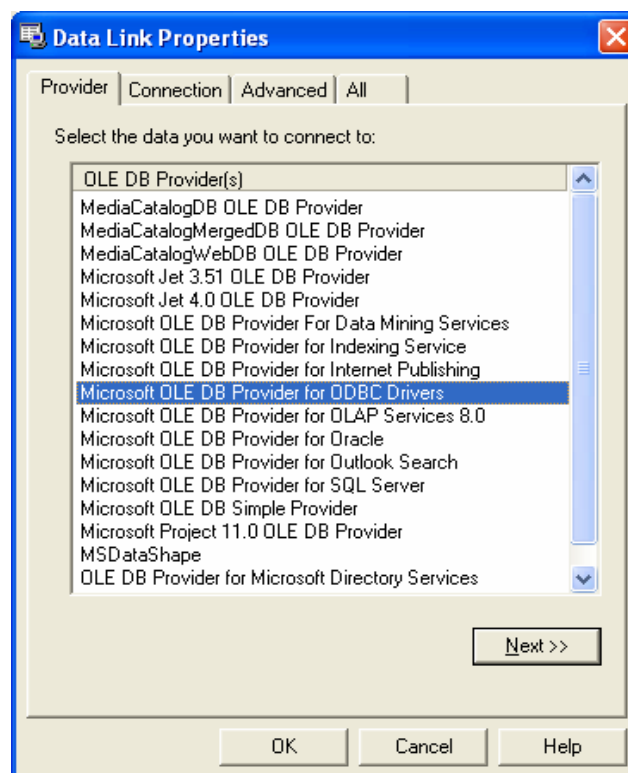 Data Link Properties
Provider Connection Advanced All
Select the data you want to connect to:
OLE DB Provider(s)
MediaCatalogDB OLE DB Provider
MediaCatalogMergedDB OLE DB Provider
MediaCatalogWebDB OLE DB Provider
Microsoft Jet 3.51 OLE DB Provider
Microsoft Jet 4.0 OLE DB Provider
Microsoft OLE DB Provider For Data Mining Services
Microsoft OLE DB Provider for Indexing Service
Microsoft OLE DB Provider for Internet Publishing
Microsoft OLE DB Provider for ODBC Drivers
Microsoft OLE DB Provider for OLAP Services 8.0
Microsoft OLE DB Provider for Oracle
Microsoft OLE DB Provider for Outlook Search
Microsoft OLE DB Provider for SQL Server
Microsoft OLE DB Simple Provider
Microsoft Project 11.0 OLE DB Provider
MSDataShape
OLE DB Provider for Microsoft Directory Services
Next >>
OK Cancel Help